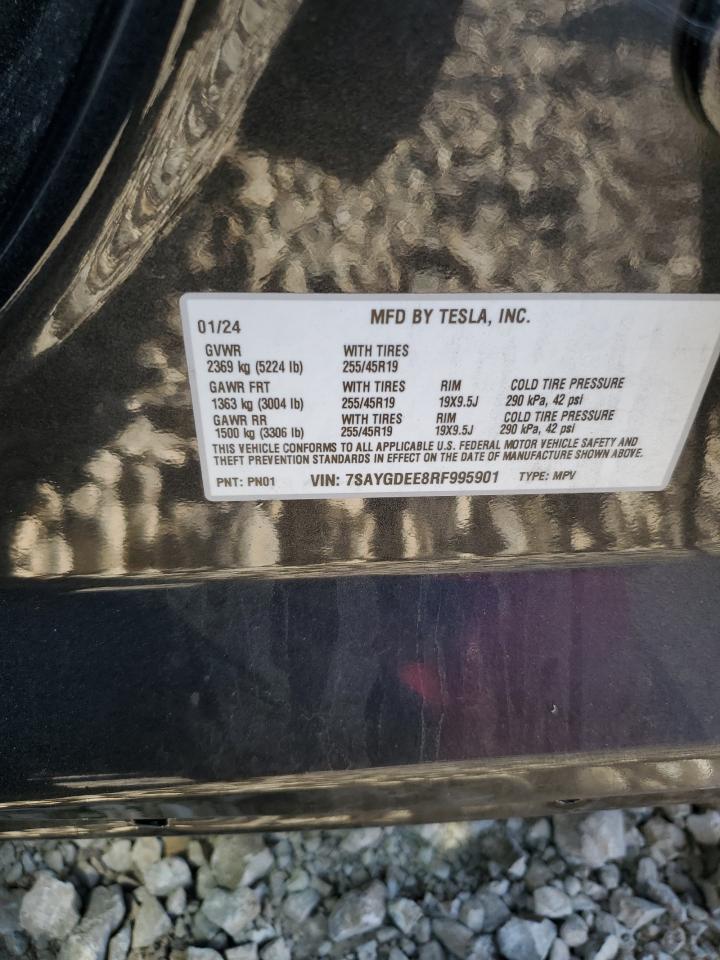 01/24 MFD BY TESLA, INC.
GVWR WITH TIRES
2369 kg (5224 lb) 255/45R19
GAWR FRT WITH TIRES RIM COLD TIRE PRESSURE
1363 kg (3004 lb) 255/45R19 19X9.5J 290 kPa, 42 psi
GAWR RR WITH TIRES RIM COLD TIRE PRESSURE
1500 kg (3306 lb) 255/45R19 19X9.5J 290 kPa, 42 psi
THIS VEHICLE CONFORMS TO ALL APPLICABLE U.S. FEDERAL MOTOR VEHICLE SAFETY AND
THEFT PREVENTION STANDARDS IN EFFECT ON THE DATE OF MANUFACTURE SHOWN ABOVE.
PNT: PN01 VIN: 7SAYGDEE8RF995901 TYPE: MPV